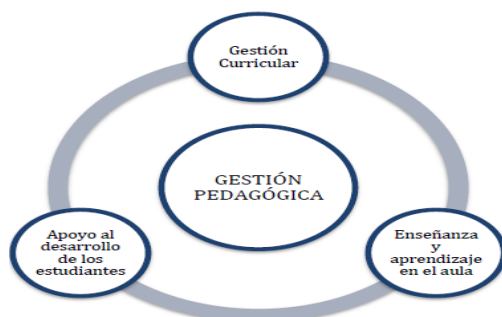 Gestión
Curricular
GESTIÓN
PEDAGÓGICA
Apoyo al
desarrollo
de los
estudiantes
Enseñanza
y
aprendizaje
en el aula